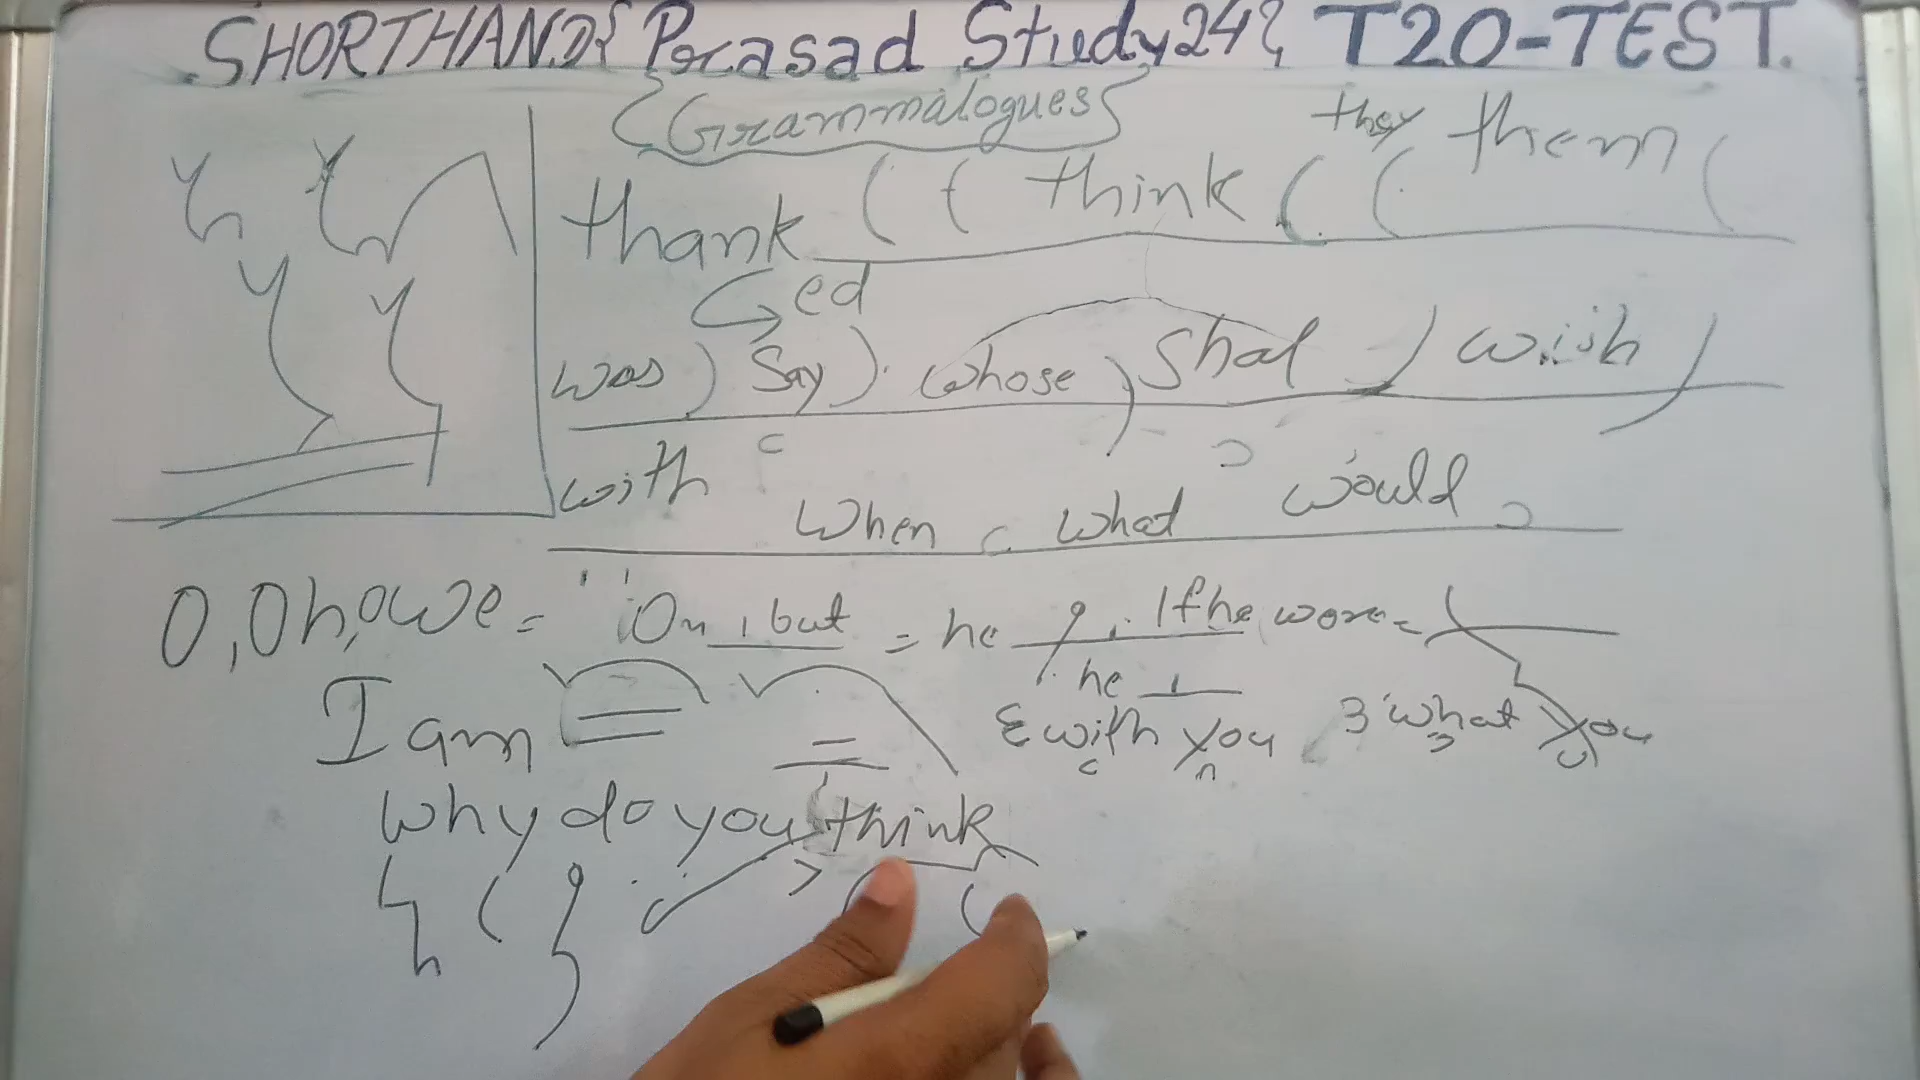 SHORTHAND{ Prasad Study24} T20-TEST.
{Grammalogues}
they them
thank ( ( think ( ( (
ed
was ) Say ) whose ) Shal ) wish )
with when what would
O, Oh, owe = On, but = he If he were =
he
I am = = with you what you
Why do you think